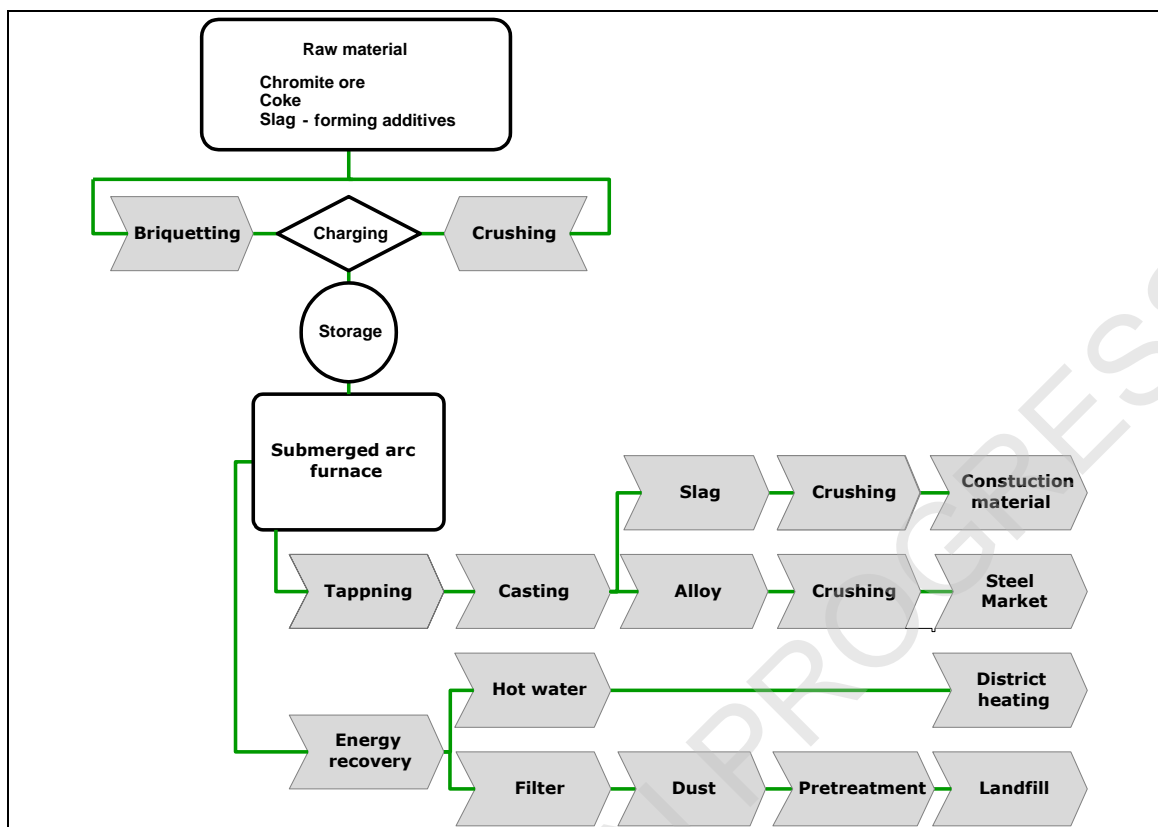 Raw material
Chromite ore
Coke
Slag - forming additives
Briquetting
Charging
Crushing
Storage
Submerged arc
furnace
Slag
Crushing
Constuction
material
Tappning
Casting
Alloy
Crushing
Steel
Market
Hot water
District
heating
Energy
recovery
Filter
Dust
Pretreatment
Landfill
PROGRESS